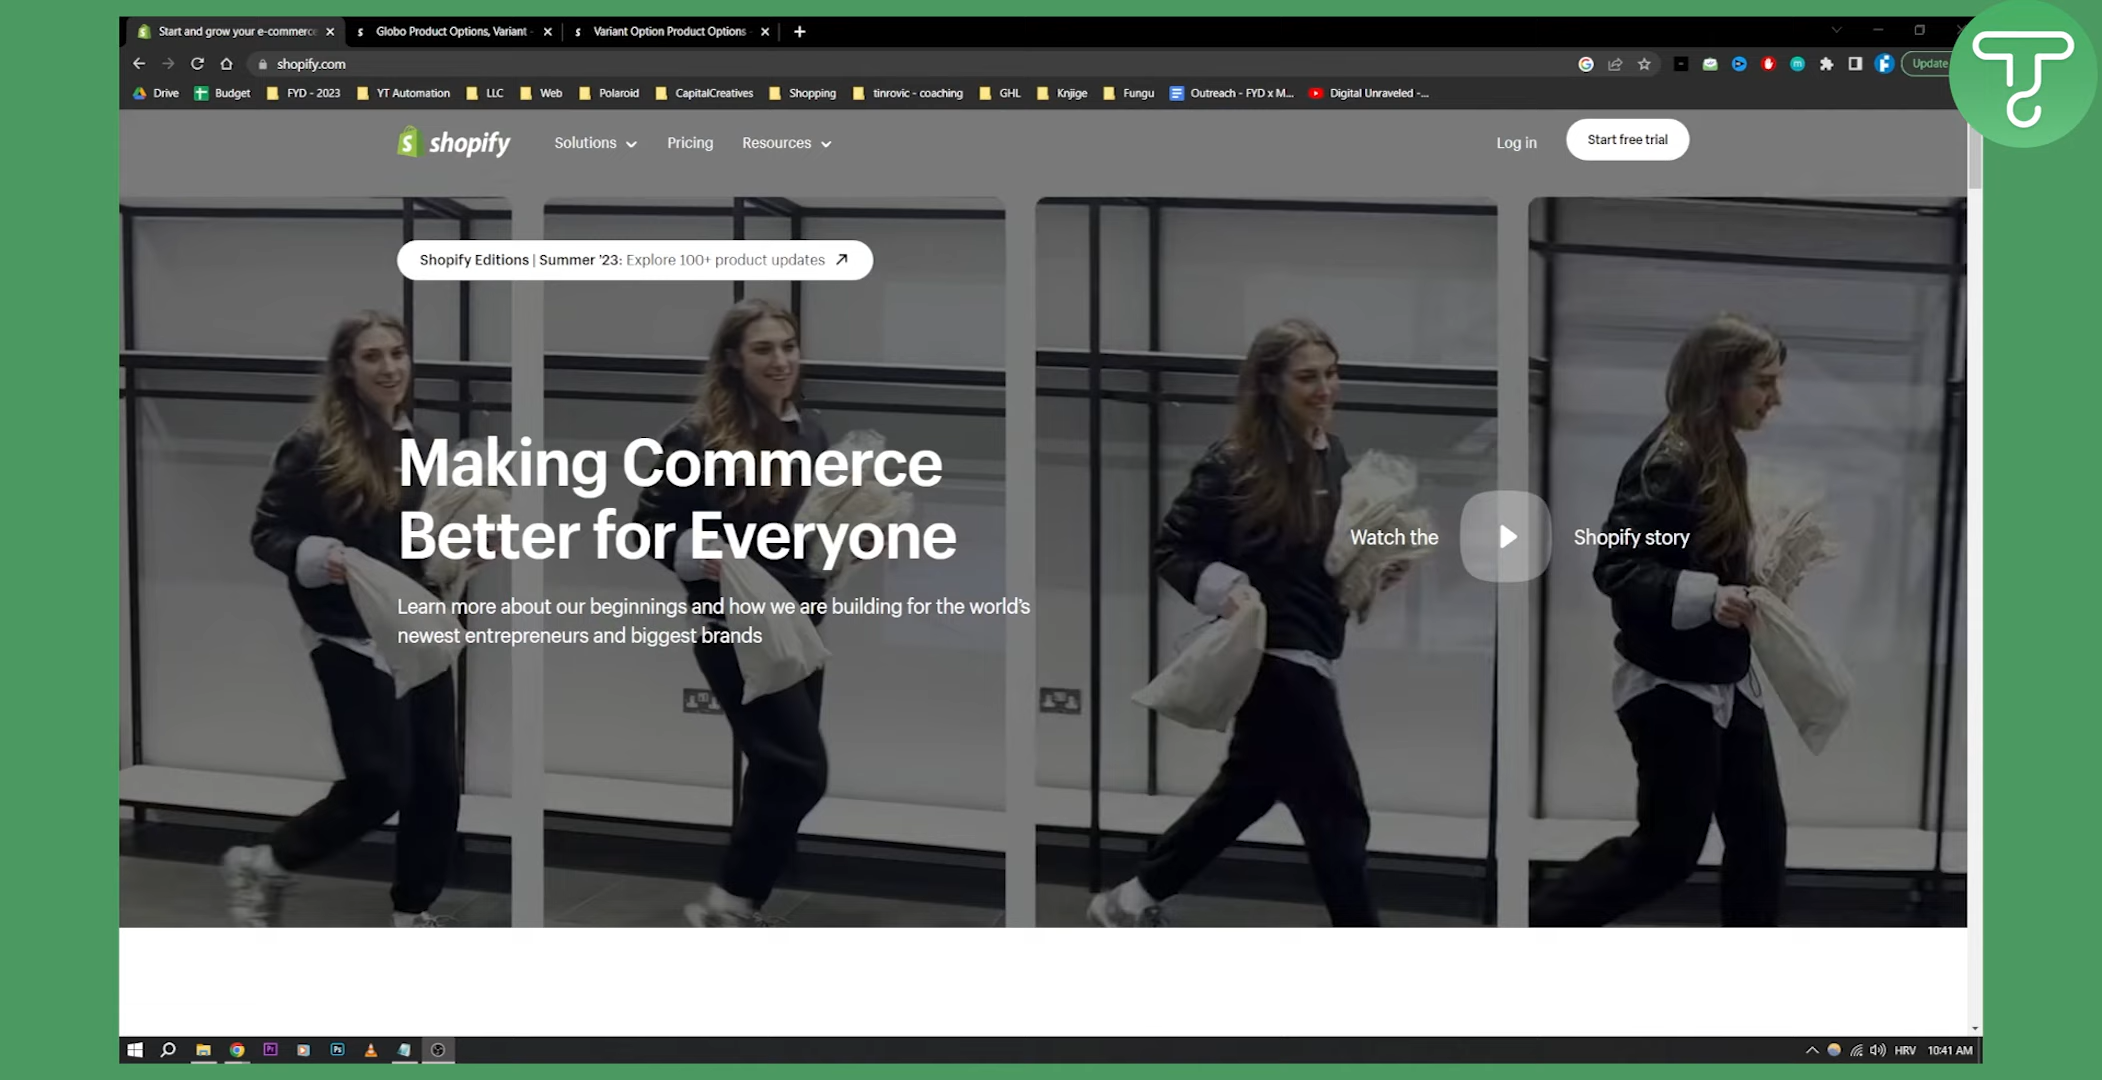 Start and grow your e-commerce
Globo Product Options, Variant -
Variant Option Product Options -
shopify.com
Update
Drive
Budget
FYD - 2023
YT Automation
LLC
Web
Polaroid
CapitalCreatives
Shopping
tinrovic - coaching
GHL
Knjige
Fungu
Outreach - FYD x M...
Digital Unraveled -...
shopify
Solutions
Pricing
Resources
Log in
Start free trial
Shopify Editions | Summer '23: Explore 100+ product updates
Making Commerce
Better for Everyone
Learn more about our beginnings and how we are building for the world's
newest entrepreneurs and biggest brands
Watch the
Shopify story
Pr
Ps
HRV
10:41 AM